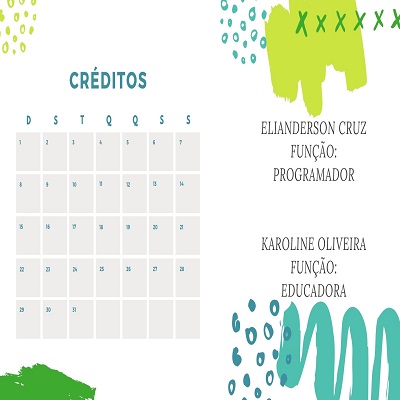 CRÉDITOS
D S T Q Q S S
1 2 3 4 5 6 7
8 9 10 11 12 13 14
15 16 17 18 19 20 21
22 23 24 25 26 27 28
29 30 31
ELIANDERSON CRUZ
FUNÇÃO:
PROGRAMADOR
KAROLINE OLIVEIRA
FUNÇÃO:
EDUCADORA